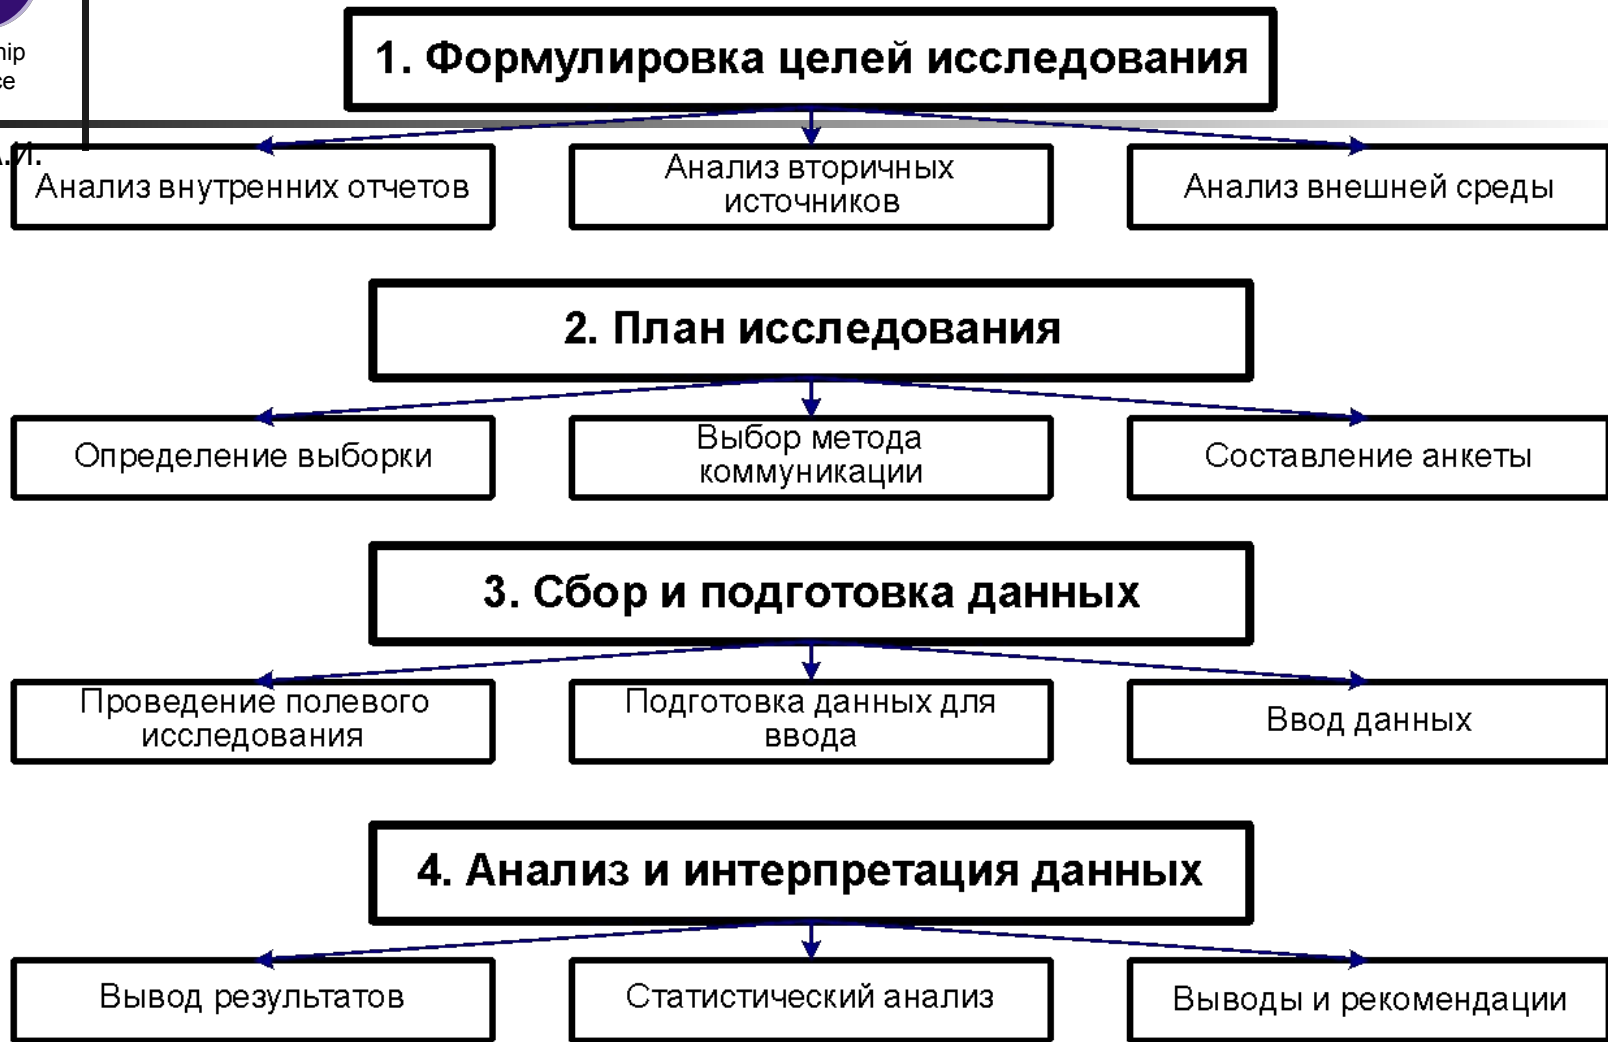 1. Формулировка целей исследования
А.И.
Анализ внутренних отчетов
Анализ вторичных
источников
Анализ внешней среды
2. План исследования
Определение выборки
Выбор метода
коммуникации
Составление анкеты
3. Сбор и подготовка данных
Проведение полевого
исследования
Подготовка данных для
ввода
Ввод данных
4. Анализ и интерпретация данных
Вывод результатов
Статистический анализ
Выводы и рекомендации